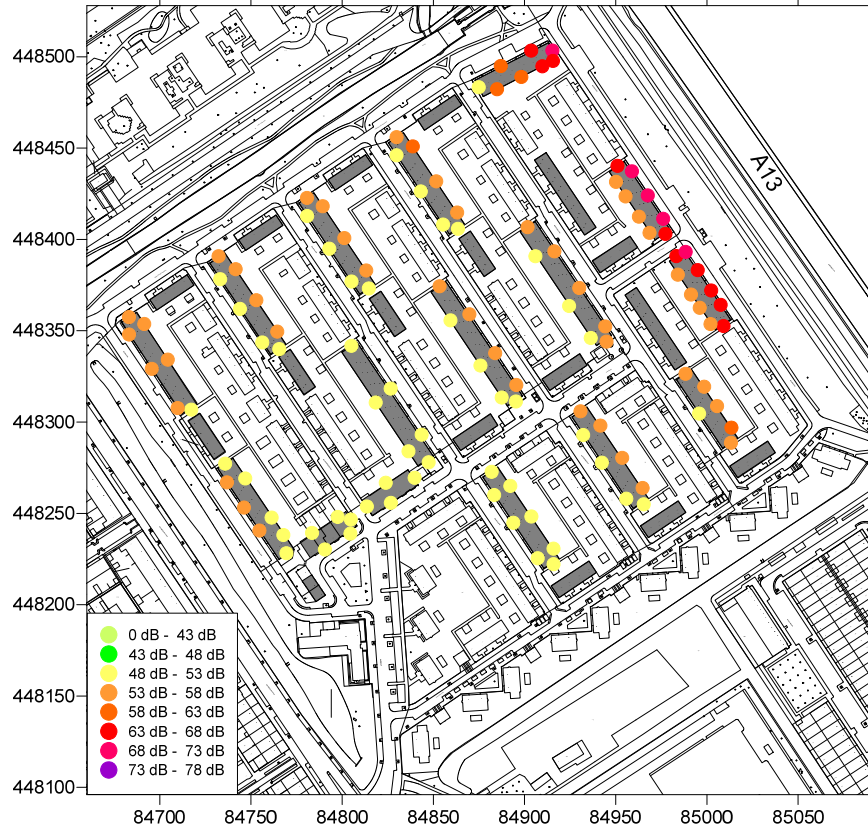 448500
448450
A13
448400
448350
448300
448250
448200
448150
448100
0 dB - 43 dB
43 dB - 48 dB
48 dB - 53 dB
53 dB - 58 dB
58 dB - 63 dB
63 dB - 68 dB
68 dB - 73 dB
73 dB - 78 dB
84700 84750 84800 84850 84900 84950 85000 85050